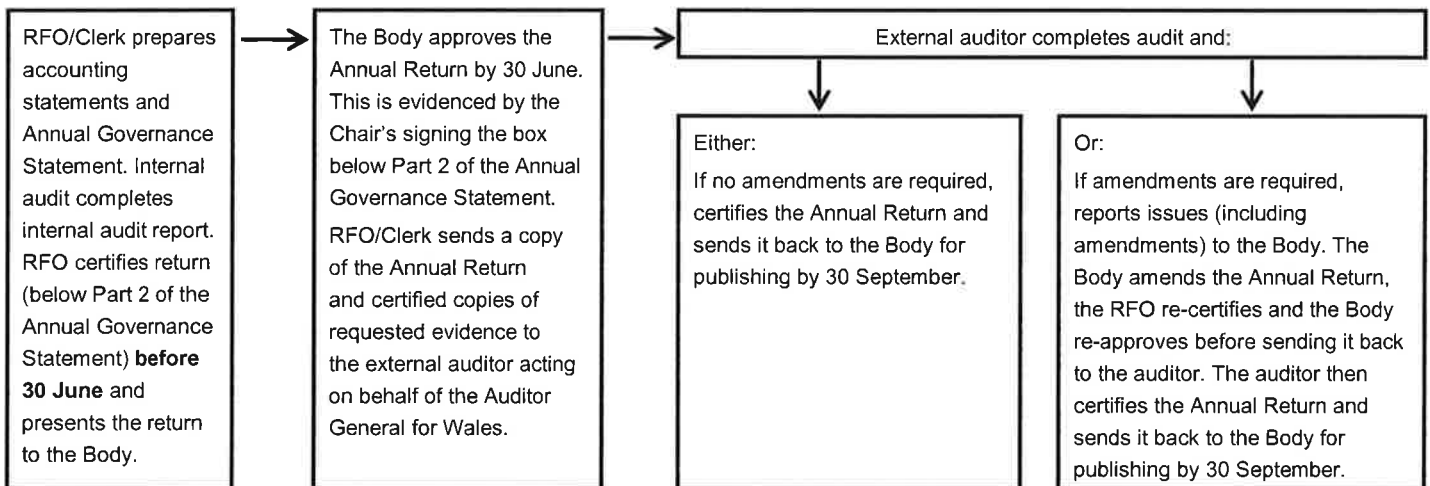 RFO/Clerk prepares
accounting
statements and
Annual Governance
Statement. Internal
audit completes
internal audit report.
RFO certifies return
(below Part 2 of the
Annual Governance
Statement) before
30 June and
presents the return
to the Body.
The Body approves the
Annual Return by 30 June.
This is evidenced by the
Chair's signing the box
below Part 2 of the Annual
Governance Statement.
RFO/Clerk sends a copy
of the Annual Return
and certified copies of
requested evidence to
the external auditor acting
on behalf of the Auditor
General for Wales.
External auditor completes audit and:
Either:
If no amendments are required,
certifies the Annual Return and
sends it back to the Body for
publishing by 30 September.
Or:
If amendments are required,
reports issues (including
amendments) to the Body. The
Body amends the Annual Return,
the RFO re-certifies and the Body
re-approves before sending it back
to the auditor. The auditor then
certifies the Annual Return and
sends it back to the Body for
publishing by 30 September.